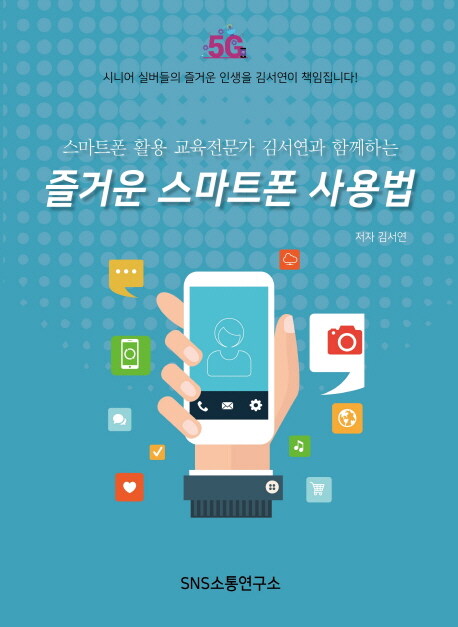 5G
시니어 실버들의 즐거운 인생을 김서연이 책임집니다!
스마트폰 활용 교육전문가 김서연과 함께하는
즐거운 스마트폰 사용법
저자 김서연
SNS소통연구소